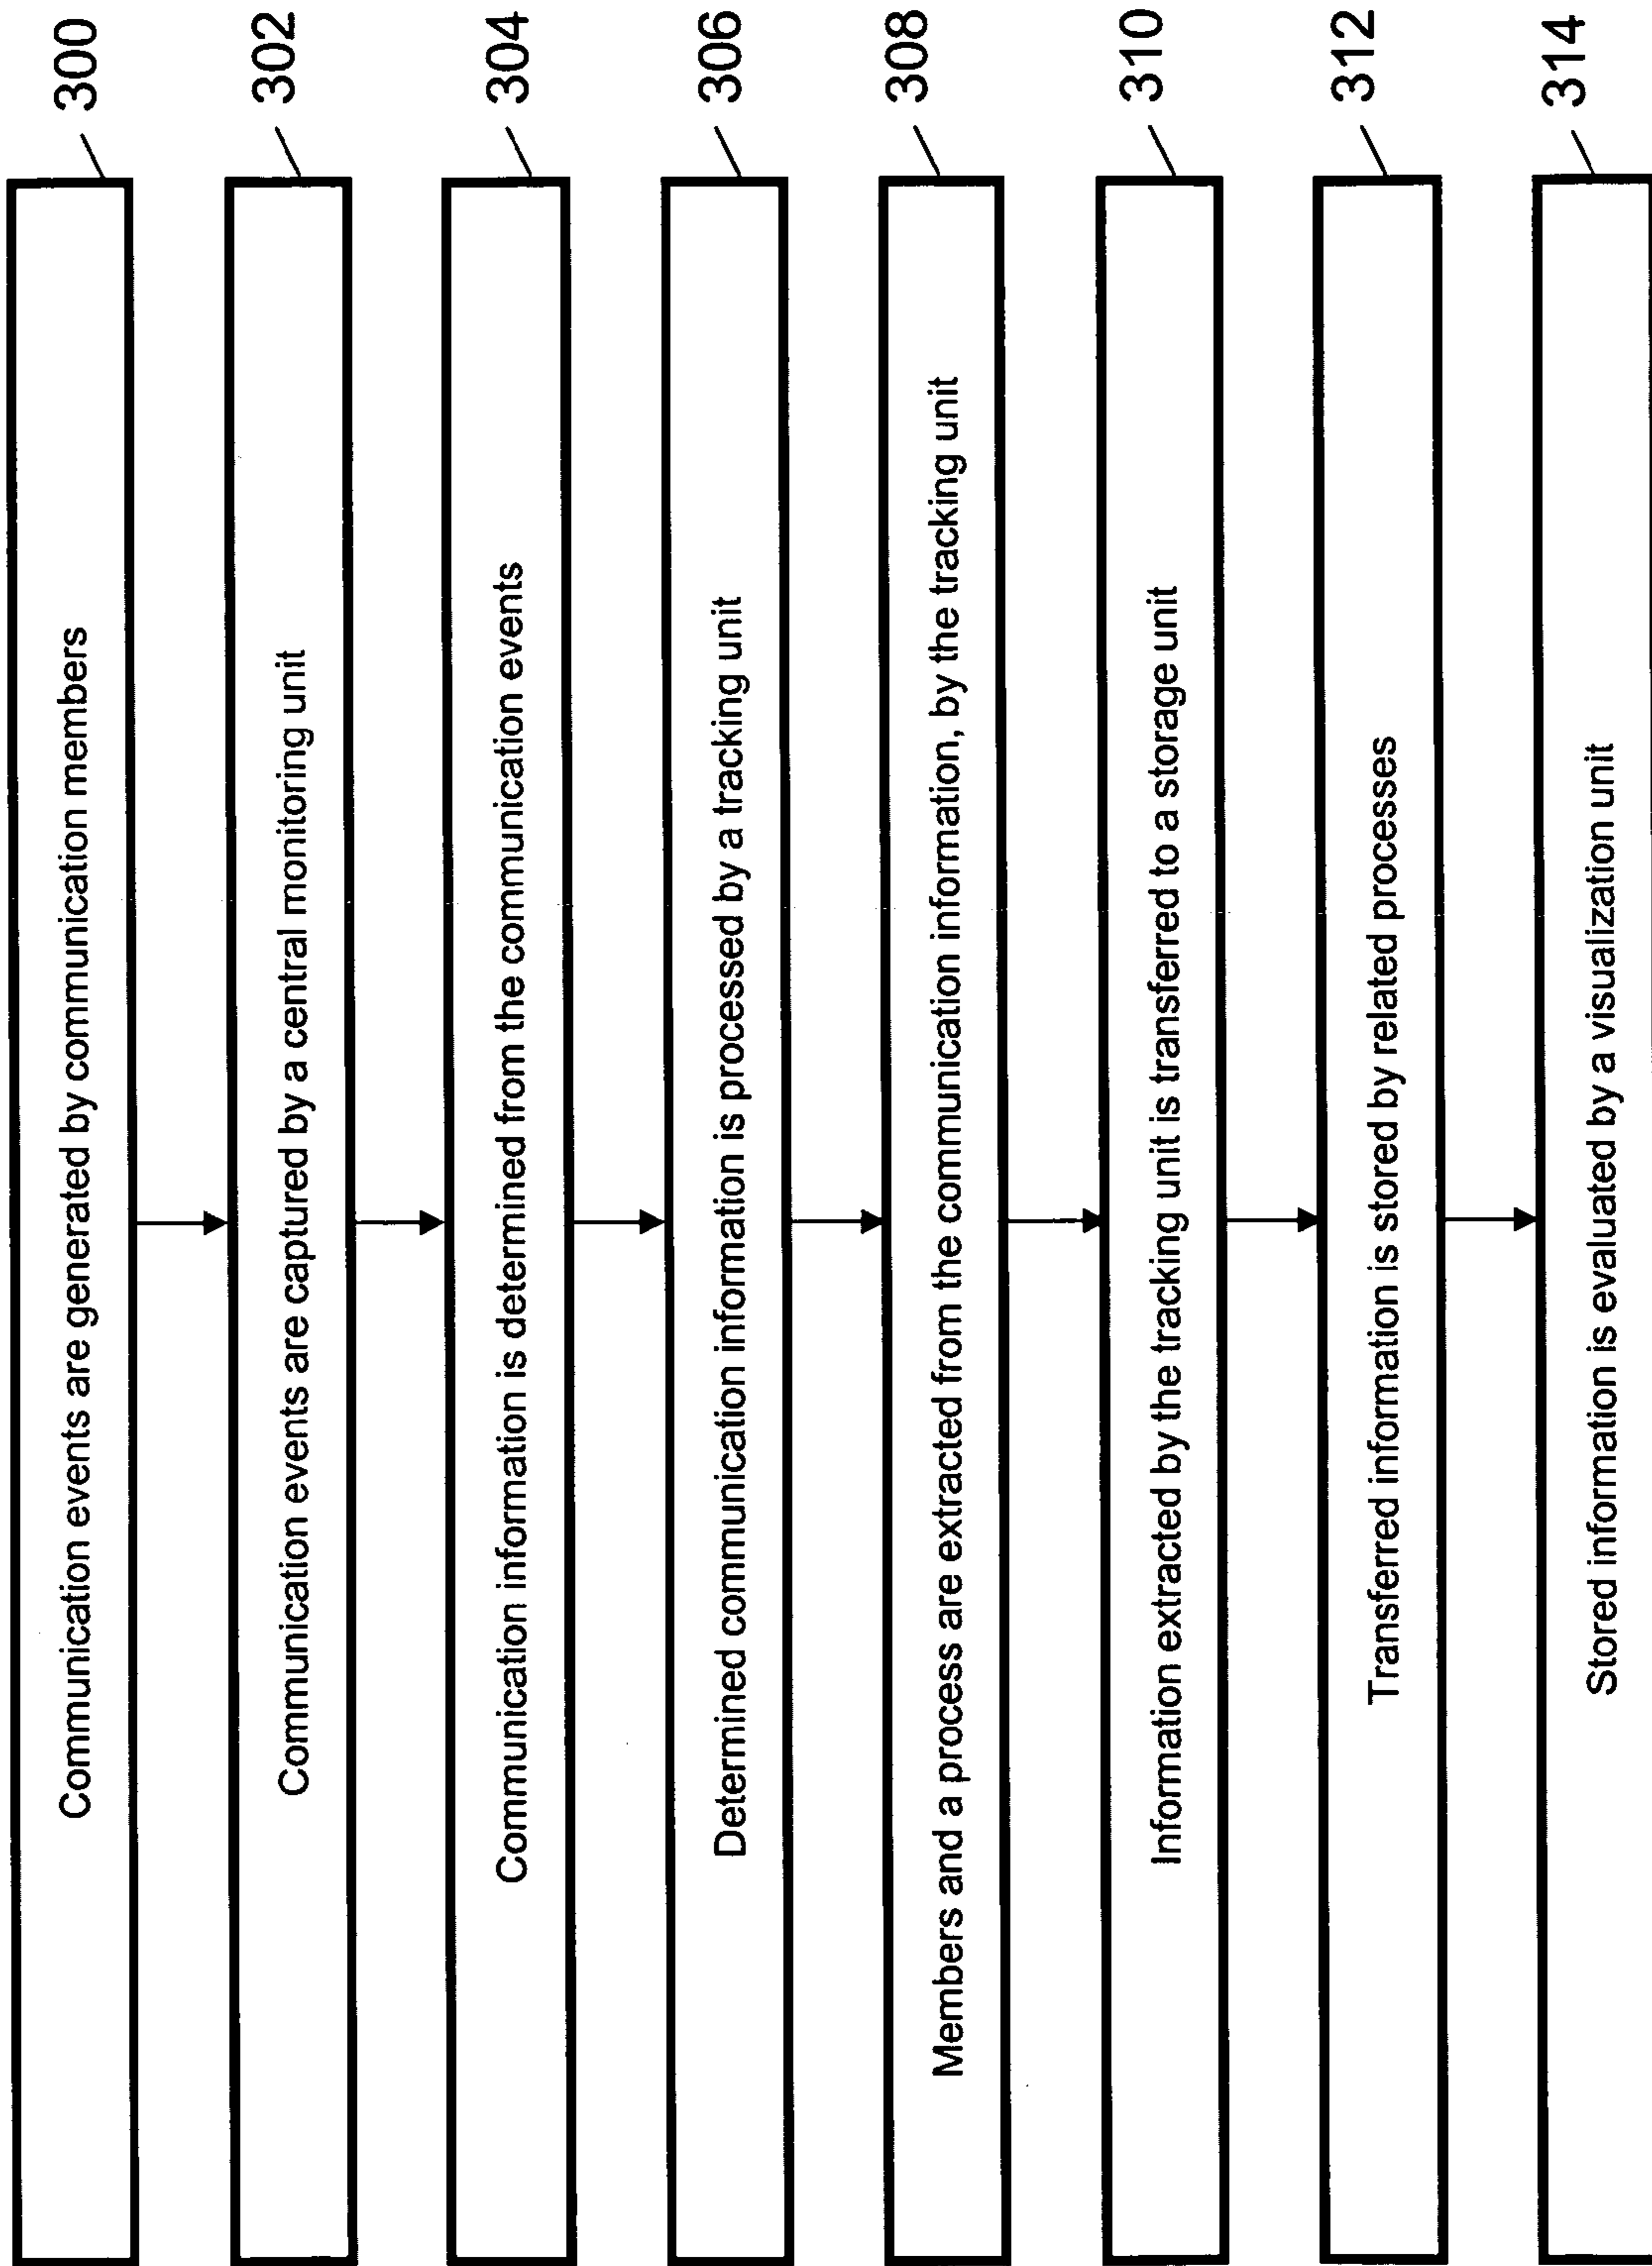 Communication events are generated by communication members
300
Communication events are captured by a central monitoring unit
302
Communication information is determined from the communication events
304
Determined communication information is processed by a tracking unit
306
Members and a process are extracted from the communication information, by the tracking unit
308
Information extracted by the tracking unit is transferred to a storage unit
310
Transferred information is stored by related processes
312
Stored information is evaluated by a visualization unit
314